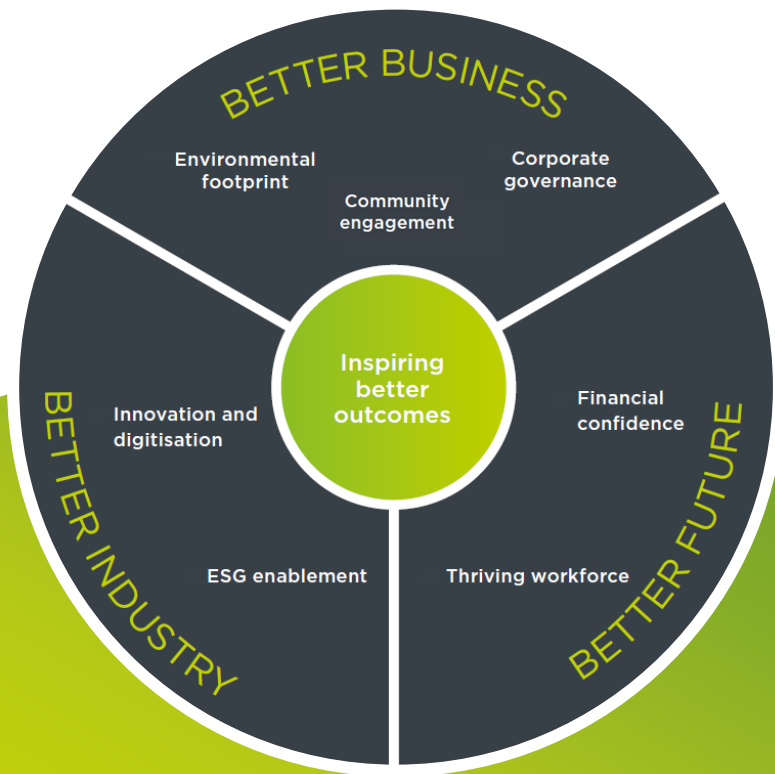 BETTER BUSINESS
Environmental
footprint
Community
engagement
Corporate
governance
Inspiring
better
outcomes
BETTER INDUSTRY
Innovation and
digitisation
ESG enablement
BETTER FUTURE
Financial
confidence
Thriving workforce